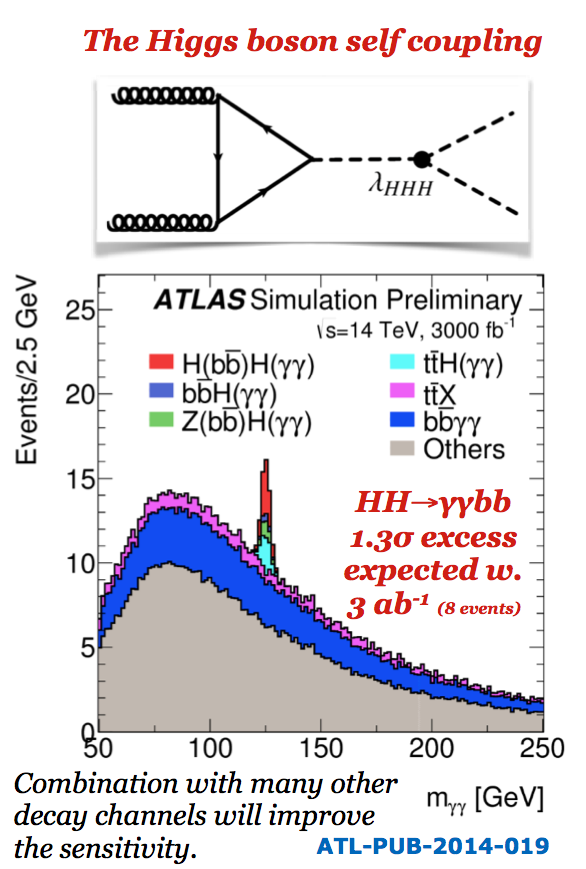 The Higgs boson self coupling
λHHH
Events/2.5 GeV
ATLAS Simulation Preliminary
√s=14 TeV, 3000 fb⁻¹
H(bb̄)H(γγ)
bb̄H(γγ)
Z(bb̄)H(γγ)
tt̄H(γγ)
tt̄X
bb̄γγ
Others
HH→γγbb
1.3σ excess
expected w.
3 ab⁻¹ (8 events)
25
20
15
10
5
0
50
100
150
200
250
mγγ [GeV]
Combination with many other
decay channels will improve
the sensitivity.
ATL-PUB-2014-019